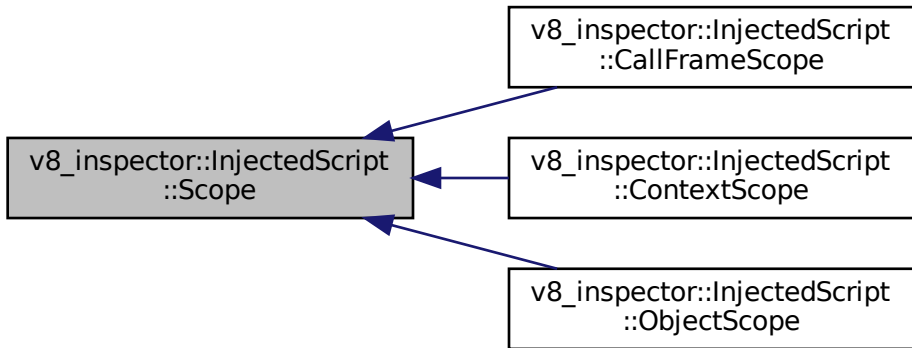 v8_inspector::InjectedScript
::CallFrameScope
v8_inspector::InjectedScript
::Scope
v8_inspector::InjectedScript
::ContextScope
v8_inspector::InjectedScript
::ObjectScope